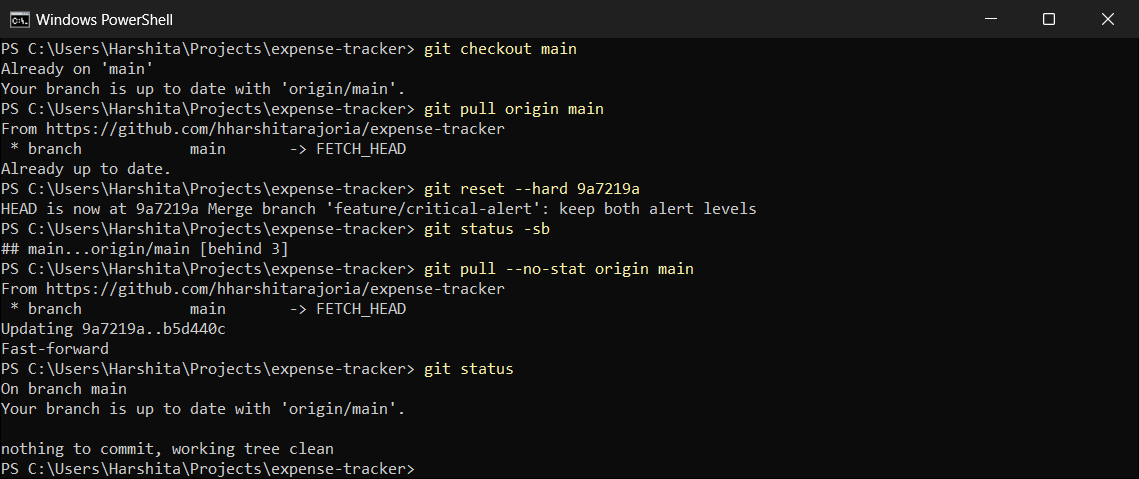 Windows PowerShell
PS C:\Users\Harshita\Projects\expense-tracker> git checkout main
Already on 'main'
Your branch is up to date with 'origin/main'.
PS C:\Users\Harshita\Projects\expense-tracker> git pull origin main
From https://github.com/hharshitarajoria/expense-tracker
 * branch            main       -> FETCH_HEAD
Already up to date.
PS C:\Users\Harshita\Projects\expense-tracker> git reset --hard 9a7219a
HEAD is now at 9a7219a Merge branch 'feature/critical-alert': keep both alert levels
PS C:\Users\Harshita\Projects\expense-tracker> git status -sb
## main...origin/main [behind 3]
PS C:\Users\Harshita\Projects\expense-tracker> git pull --no-stat origin main
From https://github.com/hharshitarajoria/expense-tracker
 * branch            main       -> FETCH_HEAD
Updating 9a7219a..b5d440c
Fast-forward
PS C:\Users\Harshita\Projects\expense-tracker> git status
On branch main
Your branch is up to date with 'origin/main'.

nothing to commit, working tree clean
PS C:\Users\Harshita\Projects\expense-tracker>